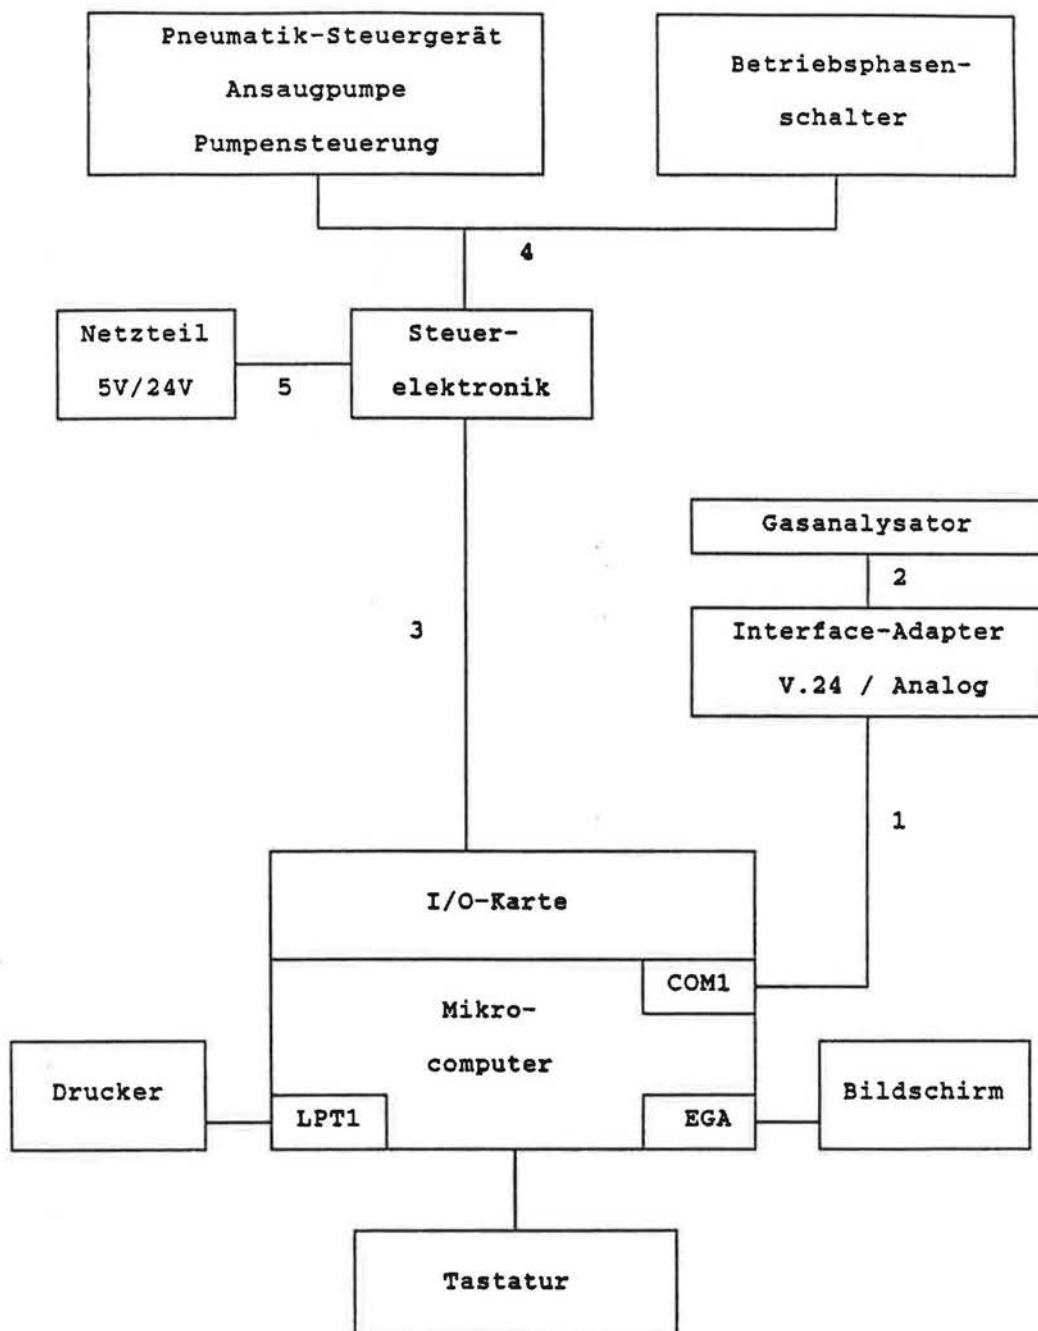 Pneumatik-Steuergerät
Ansaugpumpe
Pumpensteuerung
Betriebsphasen-
schalter
4
Netzteil
5V/24V
5
Steuer-
elektronik
Gasanalysator
2
Interface-Adapter
V.24 / Analog
3
1
I/O-Karte
COM1
Mikro-
computer
Drucker
LPT1
EGA
Bildschirm
Tastatur